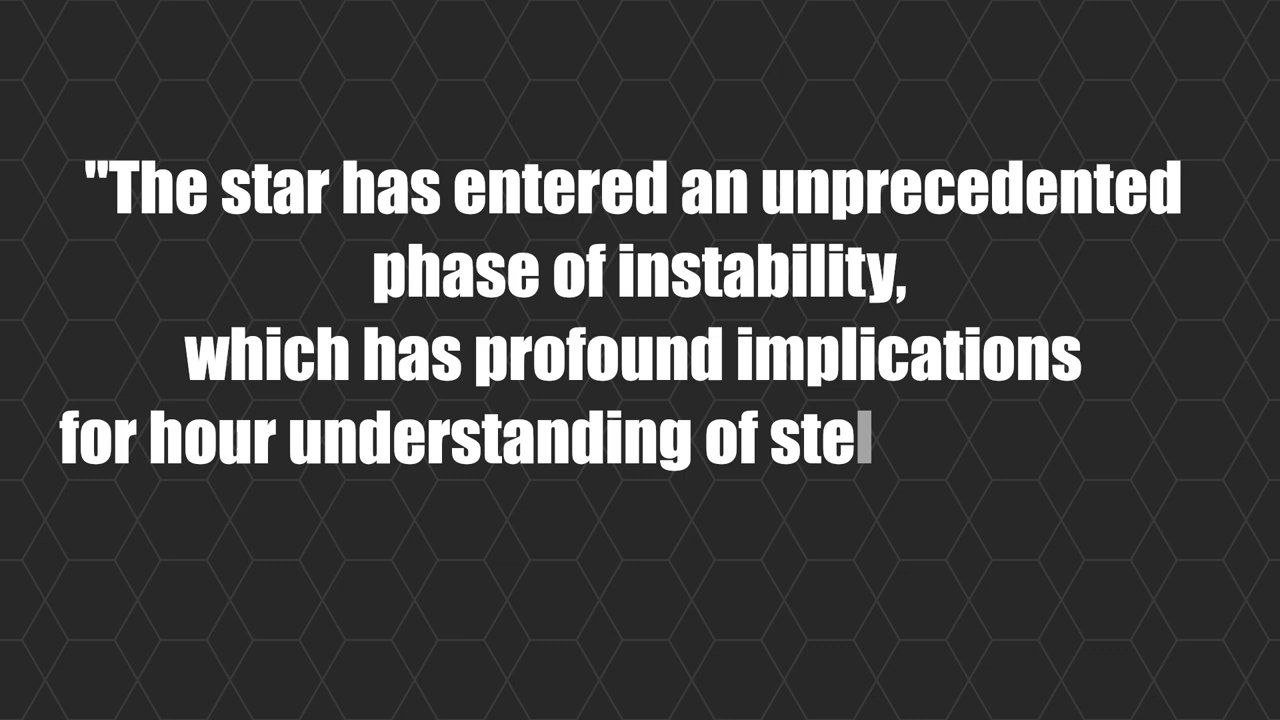 "The star has entered an unprecedented
phase of instability,
which has profound implications
for hour understanding of stel